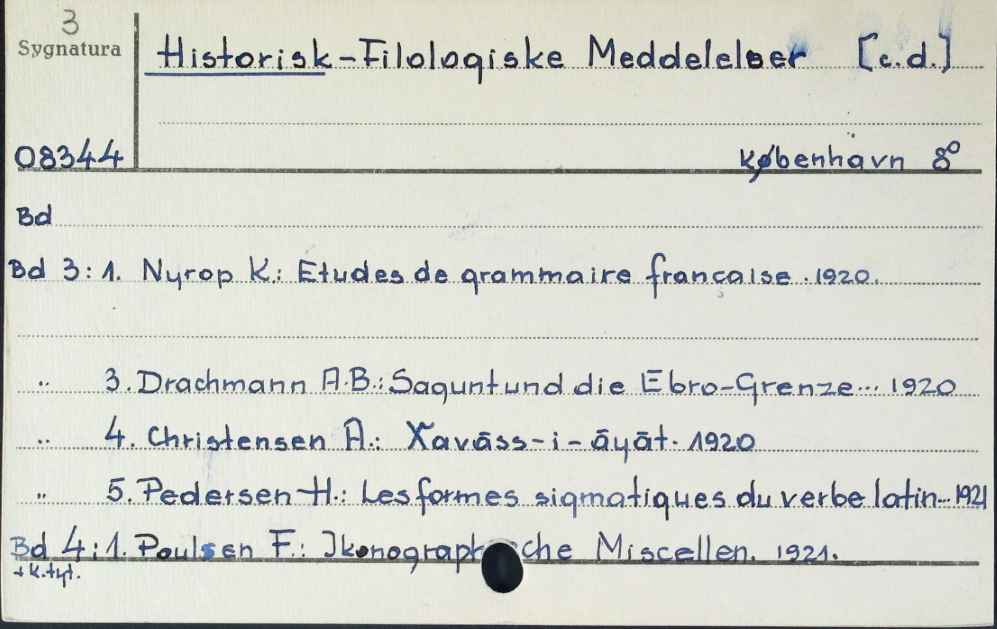 3
Sygnatura
Historisk-Filologiske Meddelelser [c.d.]
08344
København 8°
Bd
Bd 3:1. Nyrop K.: Etudes de grammaire française. 1920.
" 3. Drachmann A.B.: Sagunt und die Ebro-Grenze... 1920
" 4. Christensen A.: Xavāss-i-āyāt. 1920
" 5. Pedersen H.: Les formes sigmatiques du verbe latin... 1921
Bd 4:1. Poulsen F.: Ikonographische Miscellen. 1921.
+ k.tyt.